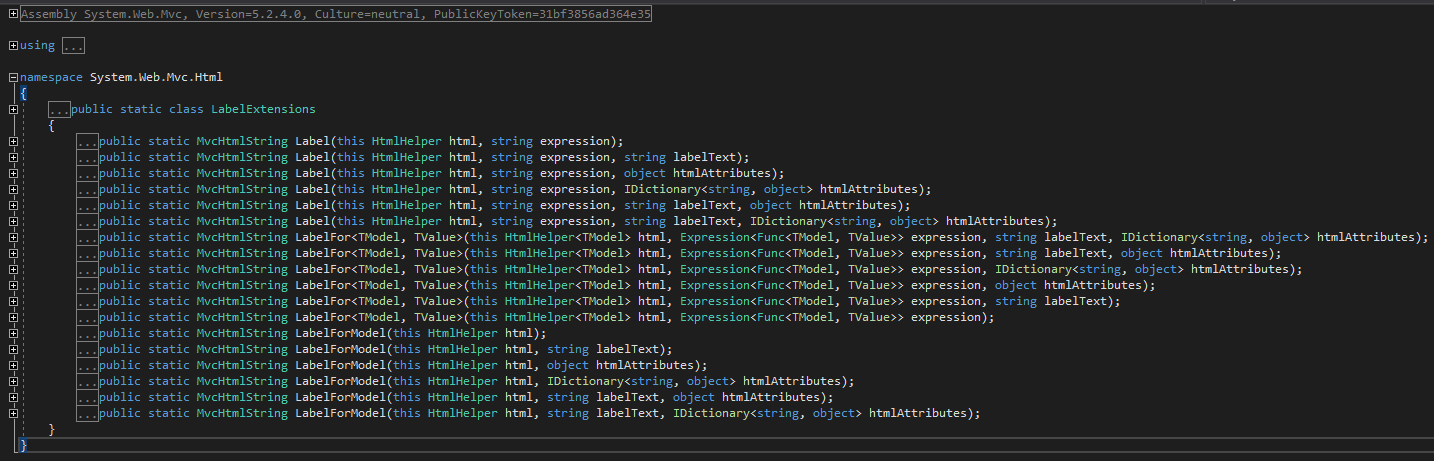 Assembly System.Web.Mvc, Version=5.2.4.0, Culture=neutral, PublicKeyToken=31bf3856ad364e35
using ...
namespace System.Web.Mvc.Html
{
...public static class LabelExtensions
{
...public static MvcHtmlString Label(this HtmlHelper html, string expression);
...public static MvcHtmlString Label(this HtmlHelper html, string expression, string labelText);
...public static MvcHtmlString Label(this HtmlHelper html, string expression, object htmlAttributes);
...public static MvcHtmlString Label(this HtmlHelper html, string expression, IDictionary<string, object> htmlAttributes);
...public static MvcHtmlString Label(this HtmlHelper html, string expression, string labelText, object htmlAttributes);
...public static MvcHtmlString Label(this HtmlHelper html, string expression, string labelText, IDictionary<string, object> htmlAttributes);
...public static MvcHtmlString LabelFor<TModel, TValue>(this HtmlHelper<TModel> html, Expression<Func<TModel, TValue>> expression, string labelText, IDictionary<string, object> htmlAttributes);
...public static MvcHtmlString LabelFor<TModel, TValue>(this HtmlHelper<TModel> html, Expression<Func<TModel, TValue>> expression, string labelText, object htmlAttributes);
...public static MvcHtmlString LabelFor<TModel, TValue>(this HtmlHelper<TModel> html, Expression<Func<TModel, TValue>> expression, IDictionary<string, object> htmlAttributes);
...public static MvcHtmlString LabelFor<TModel, TValue>(this HtmlHelper<TModel> html, Expression<Func<TModel, TValue>> expression, object htmlAttributes);
...public static MvcHtmlString LabelFor<TModel, TValue>(this HtmlHelper<TModel> html, Expression<Func<TModel, TValue>> expression, string labelText);
...public static MvcHtmlString LabelFor<TModel, TValue>(this HtmlHelper<TModel> html, Expression<Func<TModel, TValue>> expression);
...public static MvcHtmlString LabelForModel(this HtmlHelper html);
...public static MvcHtmlString LabelForModel(this HtmlHelper html, string labelText);
...public static MvcHtmlString LabelForModel(this HtmlHelper html, object htmlAttributes);
...public static MvcHtmlString LabelForModel(this HtmlHelper html, IDictionary<string, object> htmlAttributes);
...public static MvcHtmlString LabelForModel(this HtmlHelper html, string labelText, object htmlAttributes);
...public static MvcHtmlString LabelForModel(this HtmlHelper html, string labelText, IDictionary<string, object> htmlAttributes);
}
}